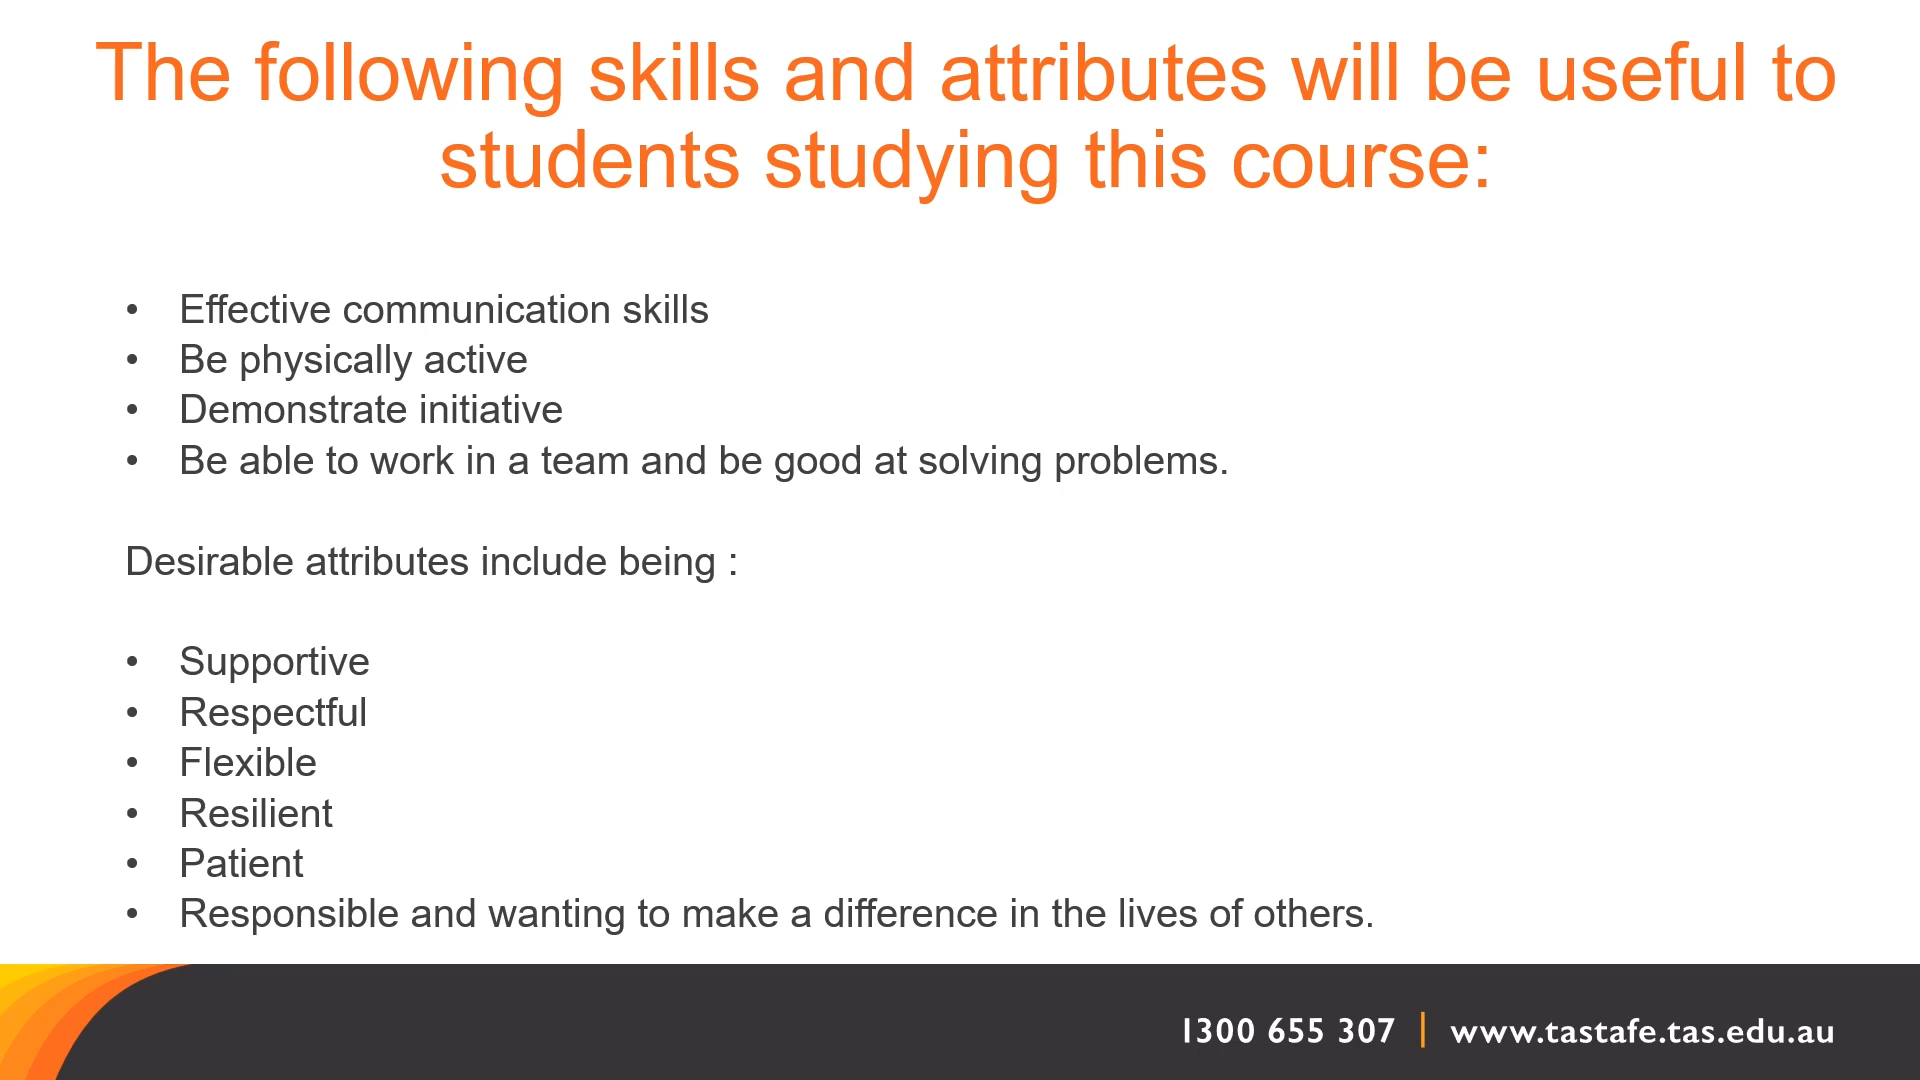 The following skills and attributes will be useful to
students studying this course:
• Effective communication skills
• Be physically active
• Demonstrate initiative
• Be able to work in a team and be good at solving problems.
Desirable attributes include being :
• Supportive
• Respectful
• Flexible
• Resilient
• Patient
• Responsible and wanting to make a difference in the lives of others.
1300 655 307 | www.tastafe.tas.edu.au